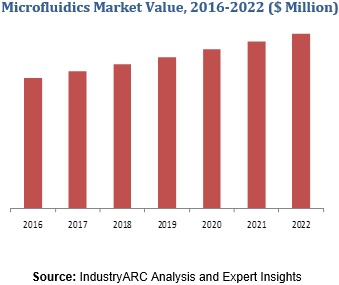 Microfluidics Market Value, 2016-2022 ($ Million)
2016 2017 2018 2019 2020 2021 2022
Source: IndustryARC Analysis and Expert Insights